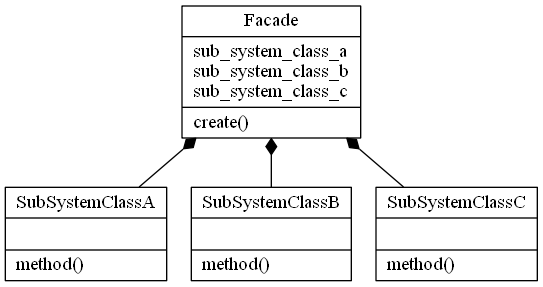 Facade
sub_system_class_a
sub_system_class_b
sub_system_class_c
create()
SubSystemClassA
method()
SubSystemClassB
method()
SubSystemClassC
method()